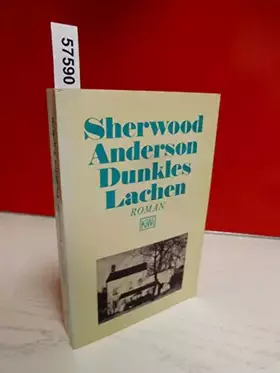 57590
Sherwood
Anderson
Dunkles
Lachen
ROMAN
KiWi